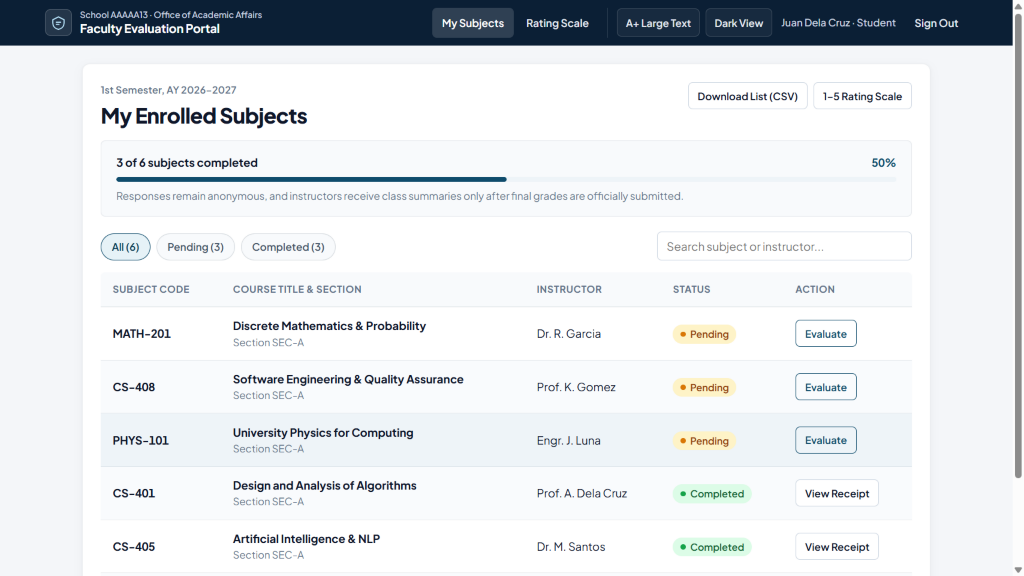 School AAAAA13 · Office of Academic Affairs
Faculty Evaluation Portal
My Subjects
Rating Scale
A+ Large Text
Dark View
Juan Dela Cruz · Student
Sign Out
1st Semester, AY 2026–2027
My Enrolled Subjects
Download List (CSV)
1–5 Rating Scale
3 of 6 subjects completed
50%
Responses remain anonymous, and instructors receive class summaries only after final grades are officially submitted.
All (6)
Pending (3)
Completed (3)
Search subject or instructor...
SUBJECT CODE
COURSE TITLE & SECTION
INSTRUCTOR
STATUS
ACTION
MATH-201
Discrete Mathematics & Probability
Section SEC-A
Dr. R. Garcia
Pending
Evaluate
CS-408
Software Engineering & Quality Assurance
Section SEC-A
Prof. K. Gomez
Pending
Evaluate
PHYS-101
University Physics for Computing
Section SEC-A
Engr. J. Luna
Pending
Evaluate
CS-401
Design and Analysis of Algorithms
Section SEC-A
Prof. A. Dela Cruz
Completed
View Receipt
CS-405
Artificial Intelligence & NLP
Section SEC-A
Dr. M. Santos
Completed
View Receipt